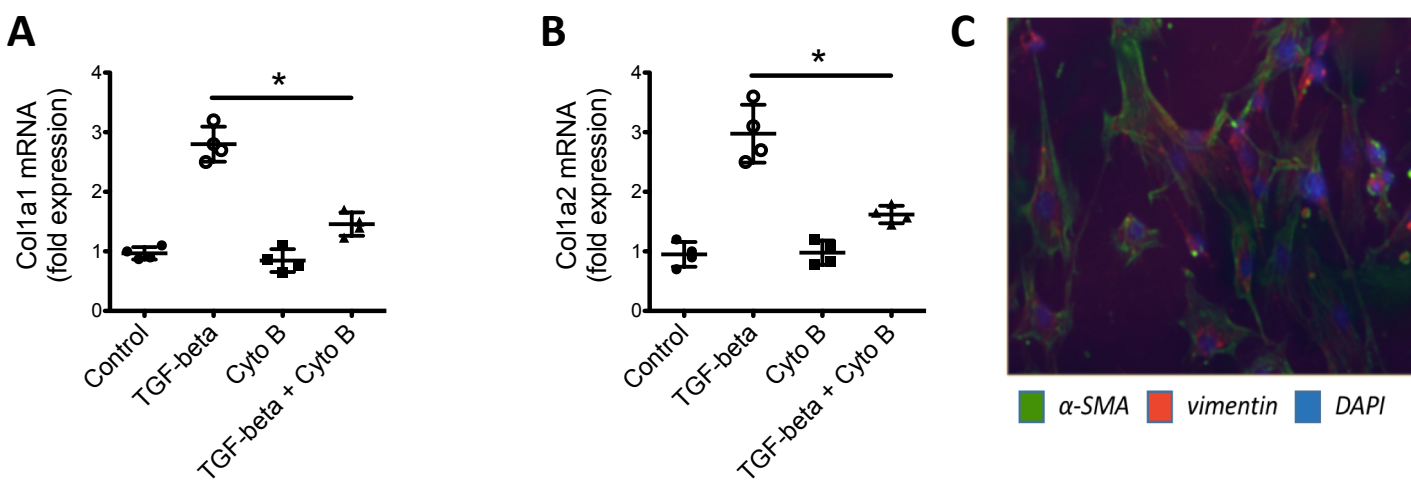 A
Col1a1 mRNA
(fold expression)
4
3
2
1
0
*
Control
TGF-beta
Cyto B
TGF-beta + Cyto B
B
Col1a2 mRNA
(fold expression)
4
3
2
1
0
*
Control
TGF-beta
Cyto B
TGF-beta + Cyto B
C
α-SMA vimentin DAPI